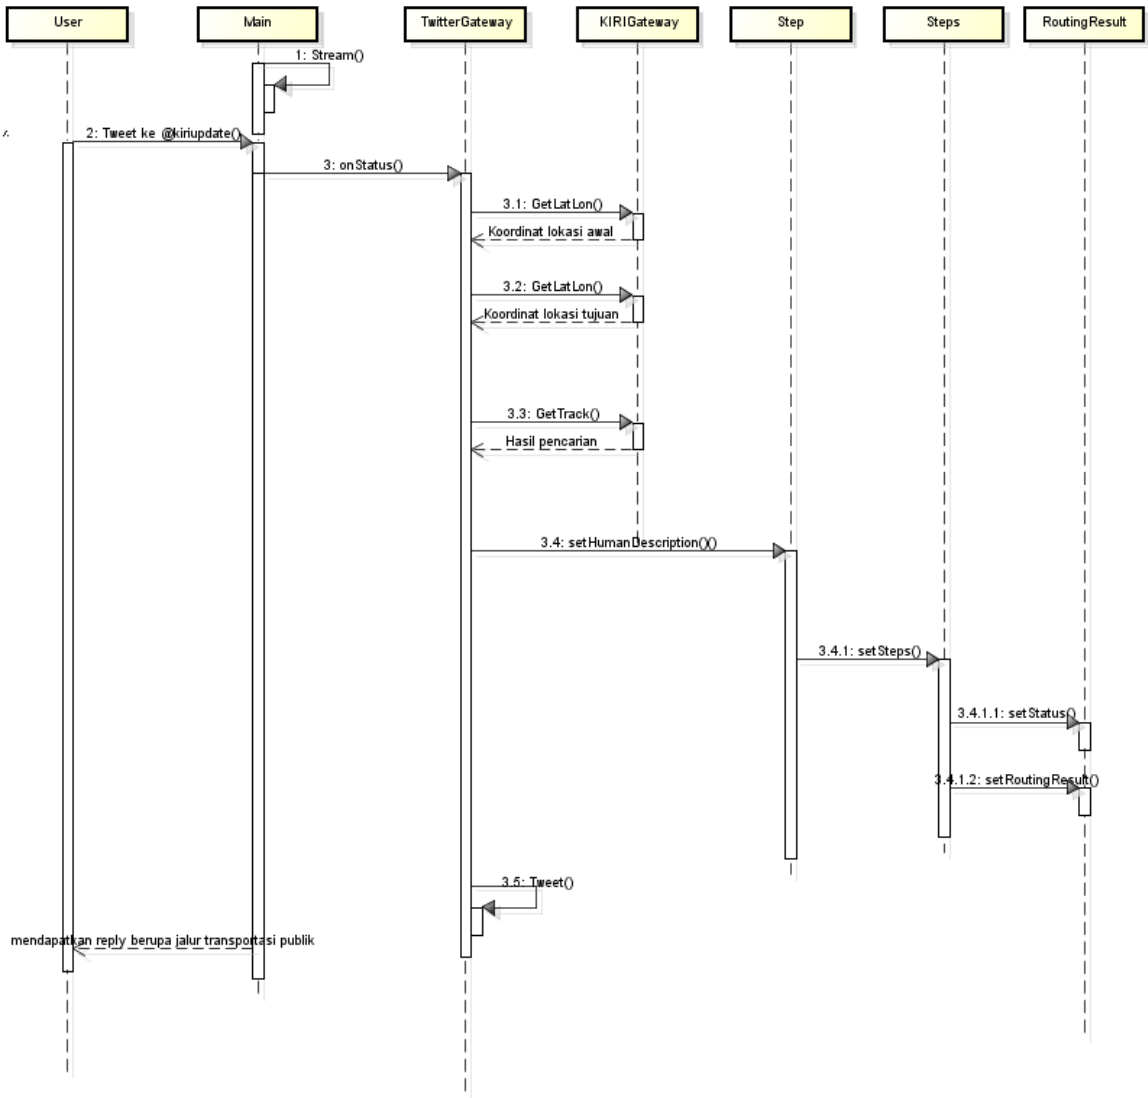 User
Main
TwitterGateway
KIRIGateway
Step
Steps
RoutingResult
1: Stream()
2: Tweet ke @kiriupdate()
3: onStatus()
3.1: GetLatLon()
Koordinat lokasi awal
3.2: GetLatLon()
Koordinat lokasi tujuan
3.3: GetTrack()
Hasil pencarian
3.4: setHumanDescription()()
3.4.1: setSteps()
3.4.1.1: setStatus()
3.4.1.2: setRoutingResult()
3.5: Tweet()
mendapatkan reply berupa jalur transportasi publik